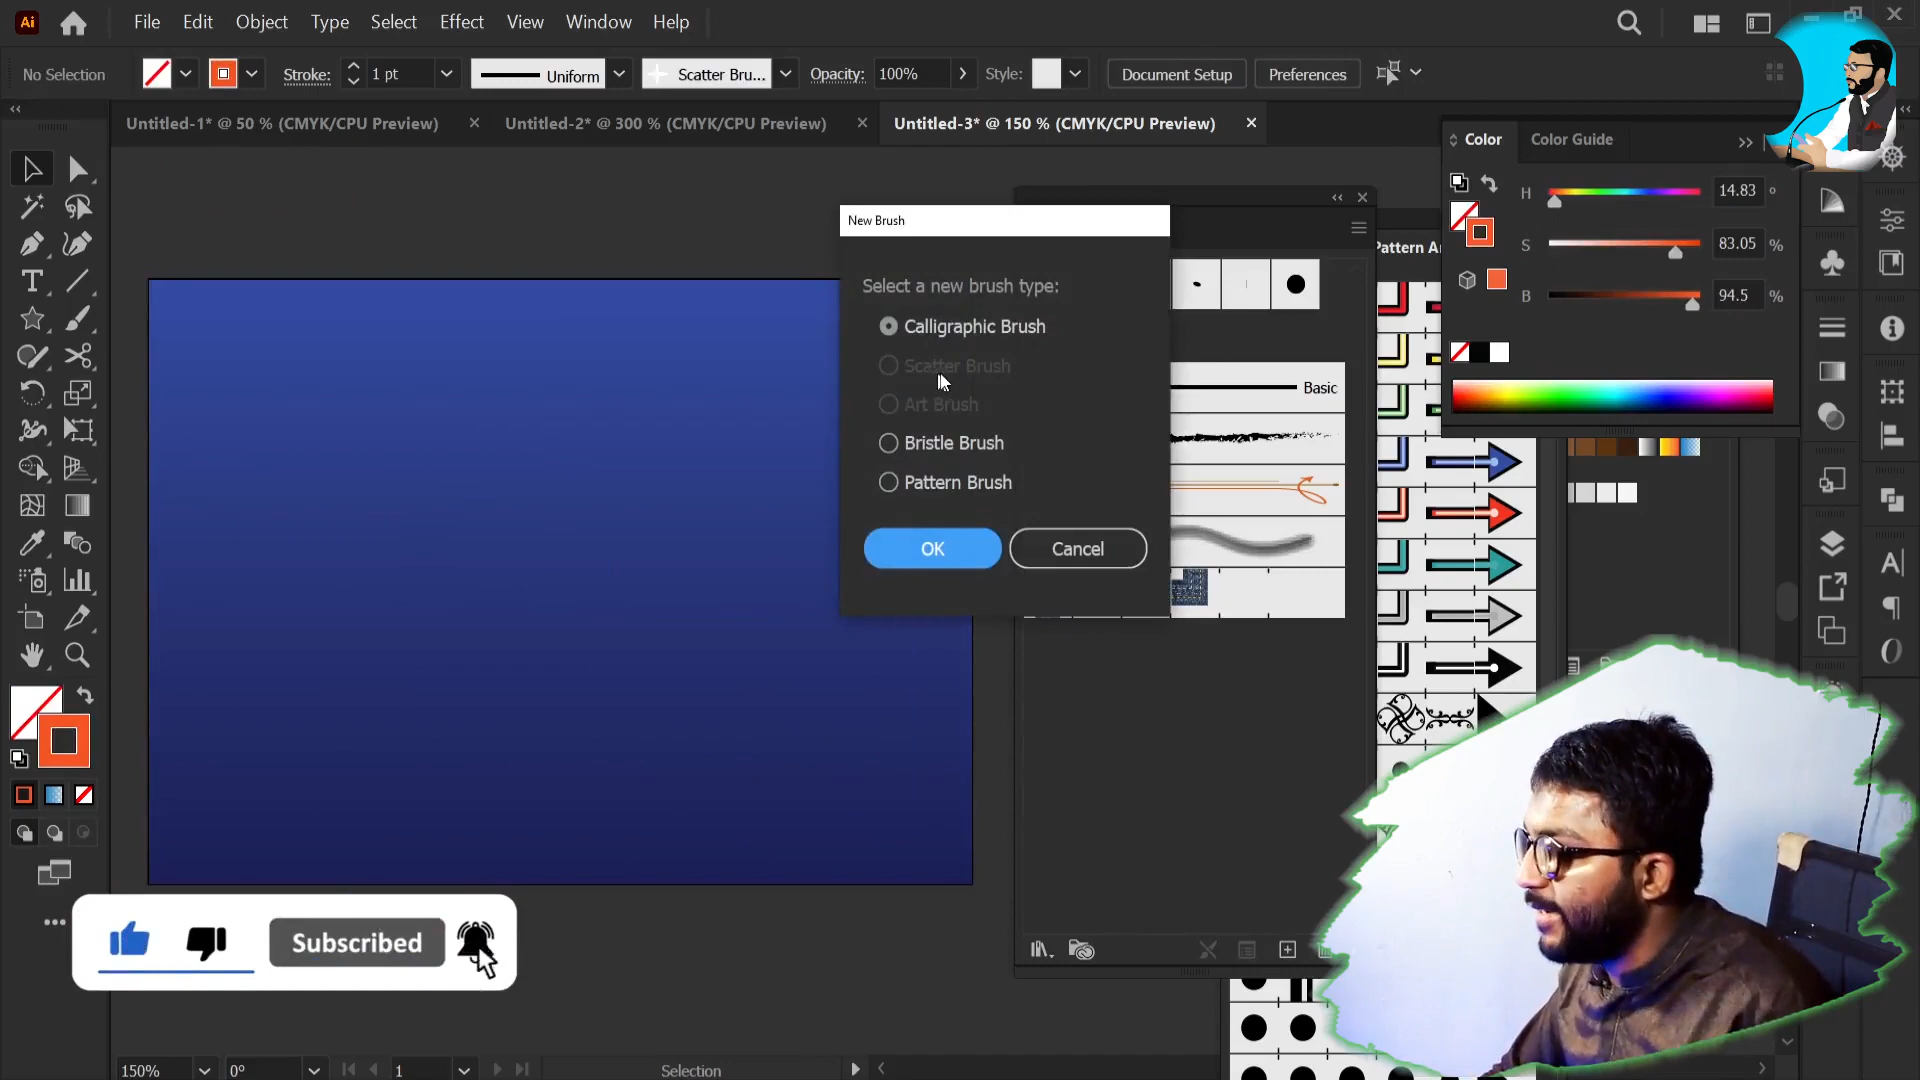 Ai File Edit Object Type Select Effect View Window Help
No Selection Stroke: 1 pt Uniform Scatter Bru... Opacity: 100% Style: Document Setup Preferences
Untitled-1* @ 50 % (CMYK/CPU Preview) Untitled-2* @ 300 % (CMYK/CPU Preview) Untitled-3* @ 150 % (CMYK/CPU Preview)
Color Color Guide
H 14.83 °
S 83.05 %
B 94.5 %
New Brush
Pattern
Select a new brush type:
Calligraphic Brush
Scatter Brush
Art Brush
Bristle Brush
Pattern Brush
OK Cancel
Basic
Subscribed
150% 0° 1 Selection